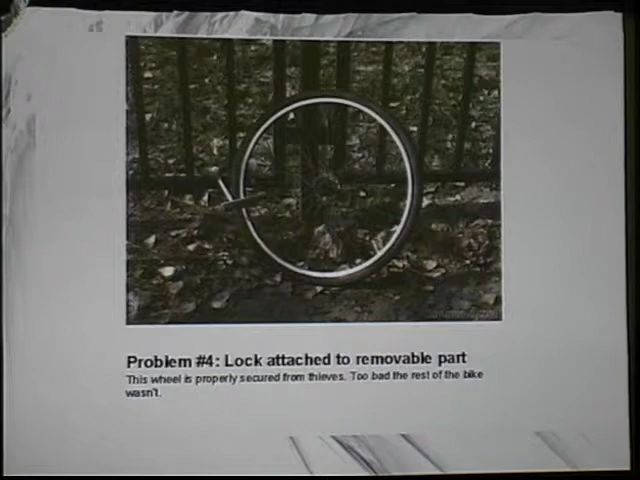 Problem #4: Lock attached to removable part
This wheel is properly secured from thieves. Too bad the rest of the bike
wasn't.